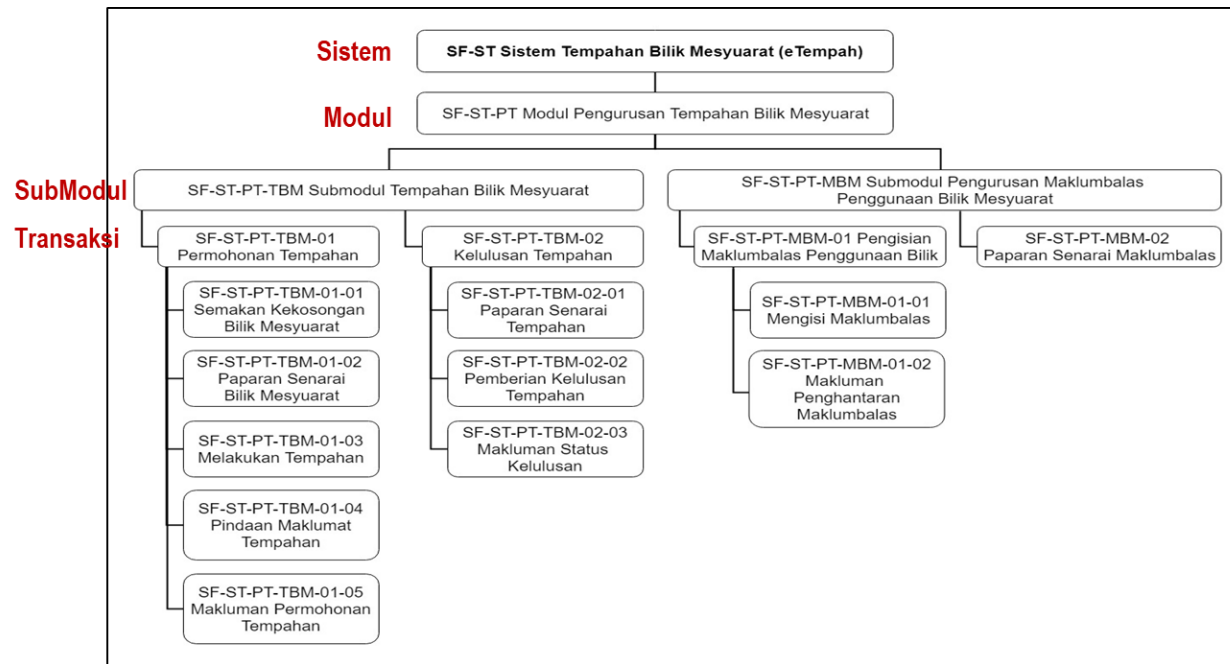 Sistem
SF-ST Sistem Tempahan Bilik Mesyuarat (eTempah)
Modul
SF-ST-PT Modul Pengurusan Tempahan Bilik Mesyuarat
SubModul
SF-ST-PT-TBM Submodul Tempahan Bilik Mesyuarat
SF-ST-PT-MBM Submodul Pengurusan Maklumbalas
Penggunaan Bilik Mesyuarat
Transaksi
SF-ST-PT-TBM-01
Permohonan Tempahan
SF-ST-PT-TBM-01-01
Semakan Kekosongan
Bilik Mesyuarat
SF-ST-PT-TBM-01-02
Paparan Senarai
Bilik Mesyuarat
SF-ST-PT-TBM-01-03
Melakukan Tempahan
SF-ST-PT-TBM-01-04
Pindaan Maklumat
Tempahan
SF-ST-PT-TBM-01-05
Makluman Permohonan
Tempahan
SF-ST-PT-TBM-02
Kelulusan Tempahan
SF-ST-PT-TBM-02-01
Paparan Senarai
Tempahan
SF-ST-PT-TBM-02-02
Pemberian Kelulusan
Tempahan
SF-ST-PT-TBM-02-03
Makluman Status
Kelulusan
SF-ST-PT-MBM-01 Pengisian
Maklumbalas Penggunaan Bilik
SF-ST-PT-MBM-01-01
Mengisi Maklumbalas
SF-ST-PT-MBM-01-02
Makluman
Penghantaran
Maklumbalas
SF-ST-PT-MBM-02
Paparan Senarai Maklumbalas